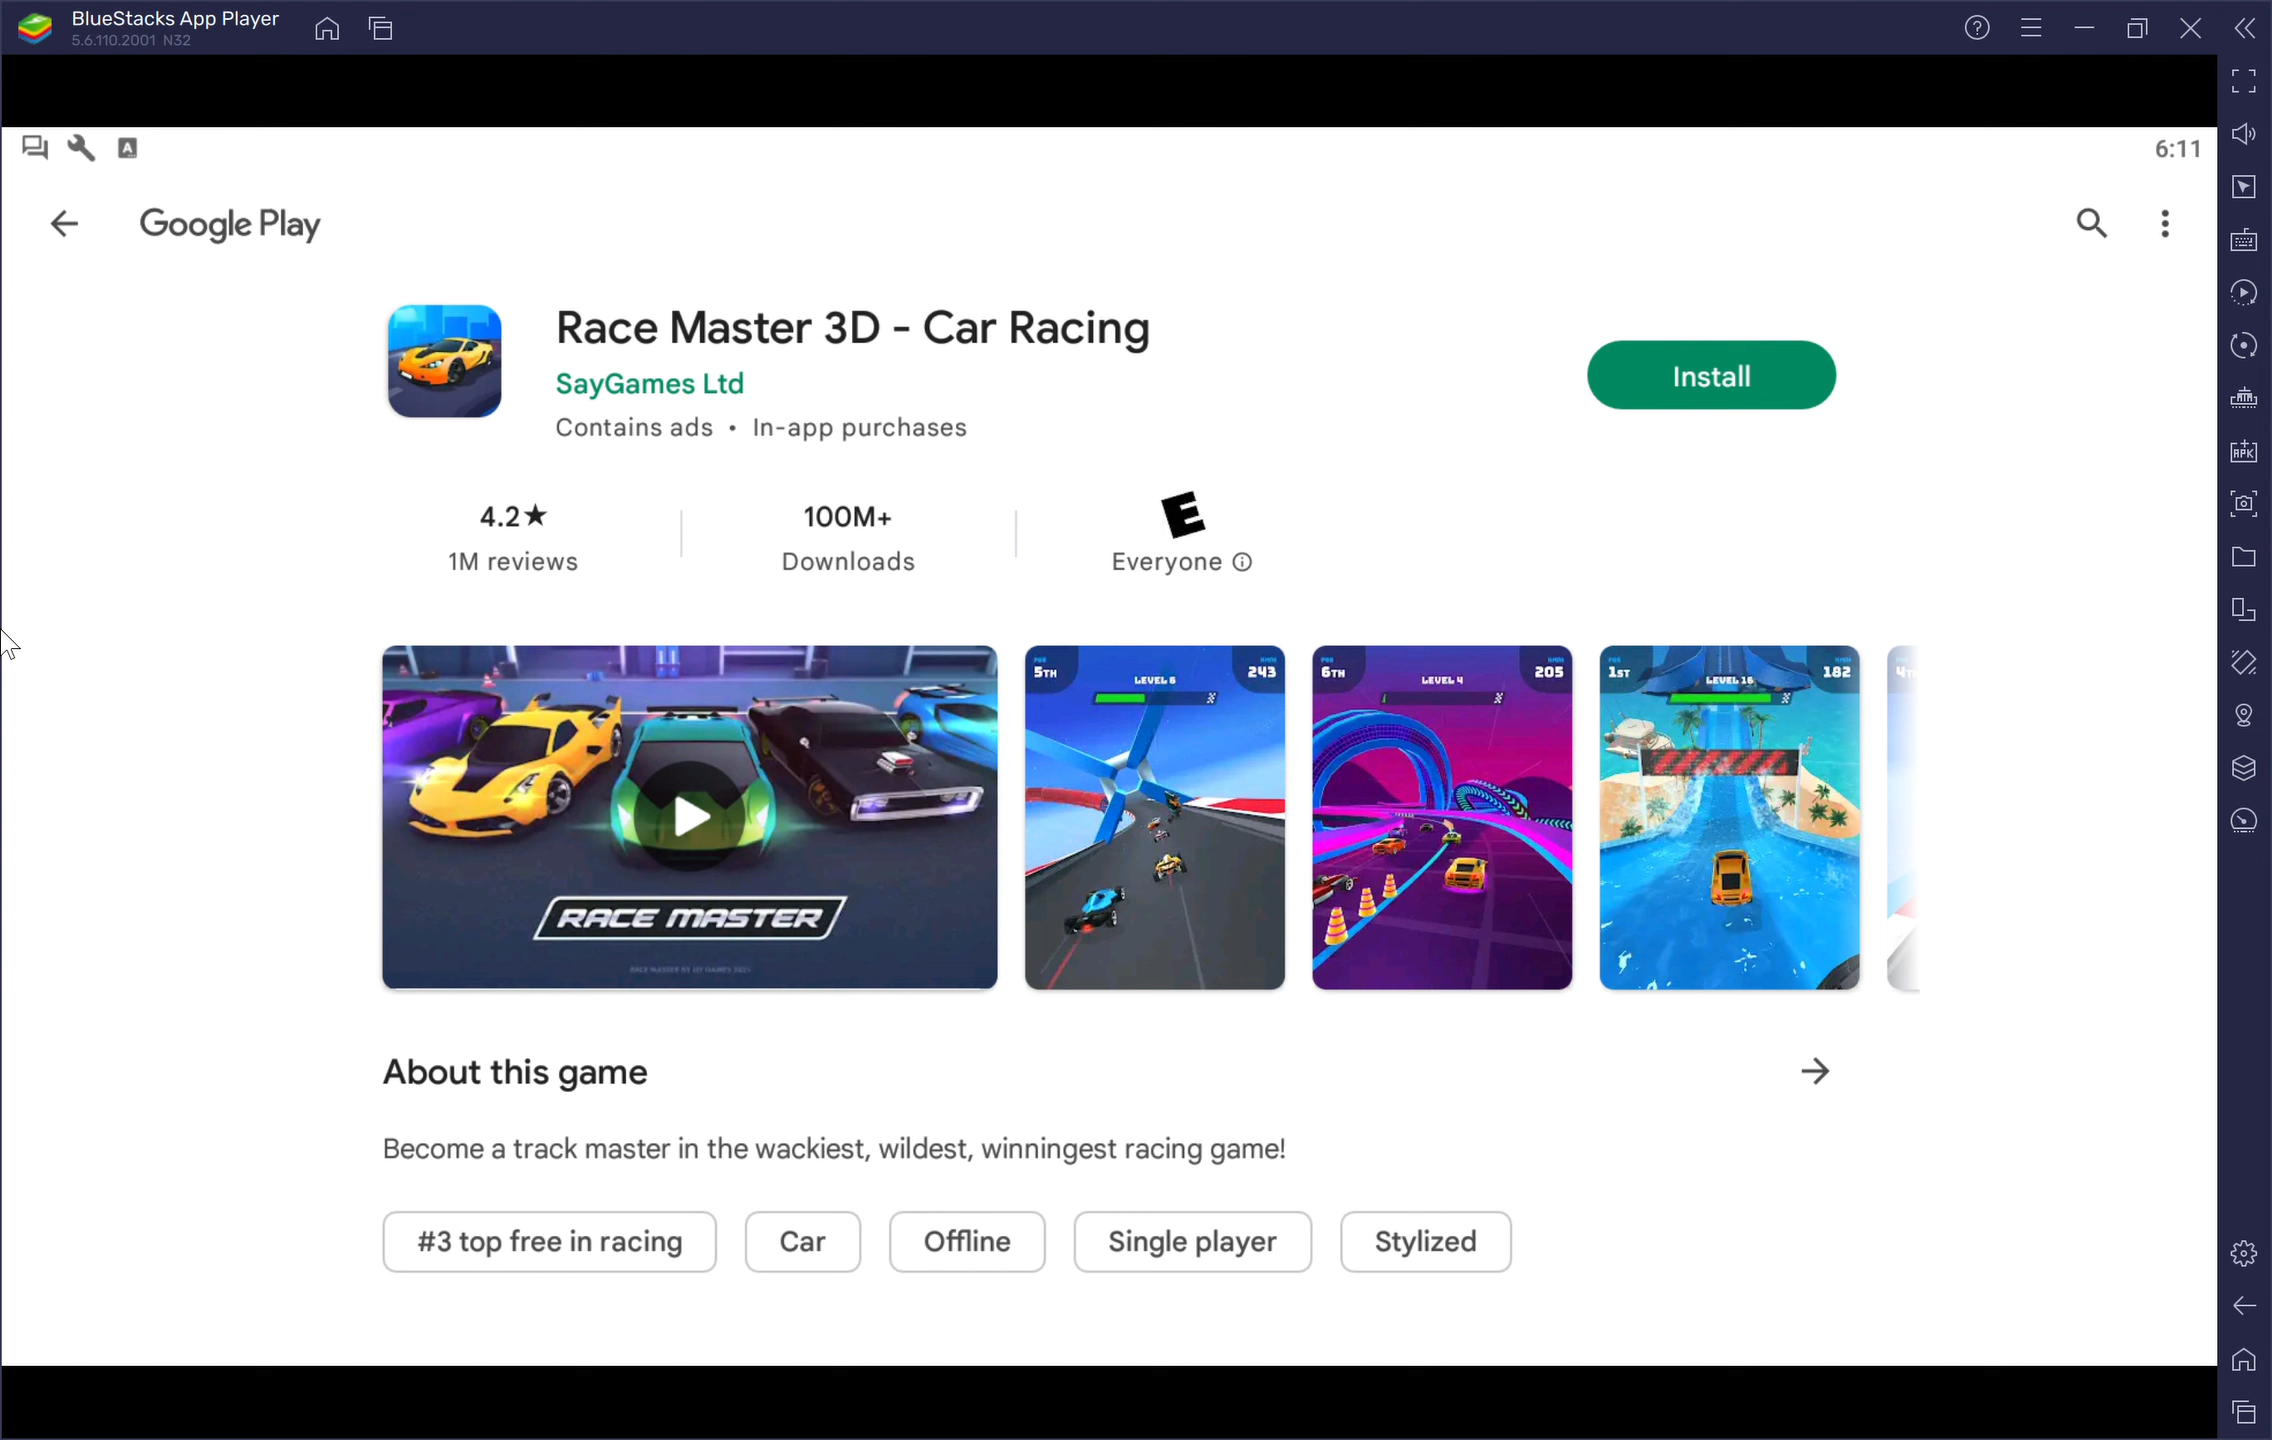 BlueStacks App Player
5.6.110.2001 N32
6:11
Google Play
Race Master 3D - Car Racing
SayGames Ltd
Contains ads • In-app purchases
Install
4.2★
1M reviews
100M+
Downloads
E
Everyone
RACE MASTER
5TH
LEVEL 6
243
6TH
LEVEL 4
205
1ST
LEVEL 16
182
4TH
About this game
Become a track master in the wackiest, wildest, winningest racing game!
#3 top free in racing
Car
Offline
Single player
Stylized
APK